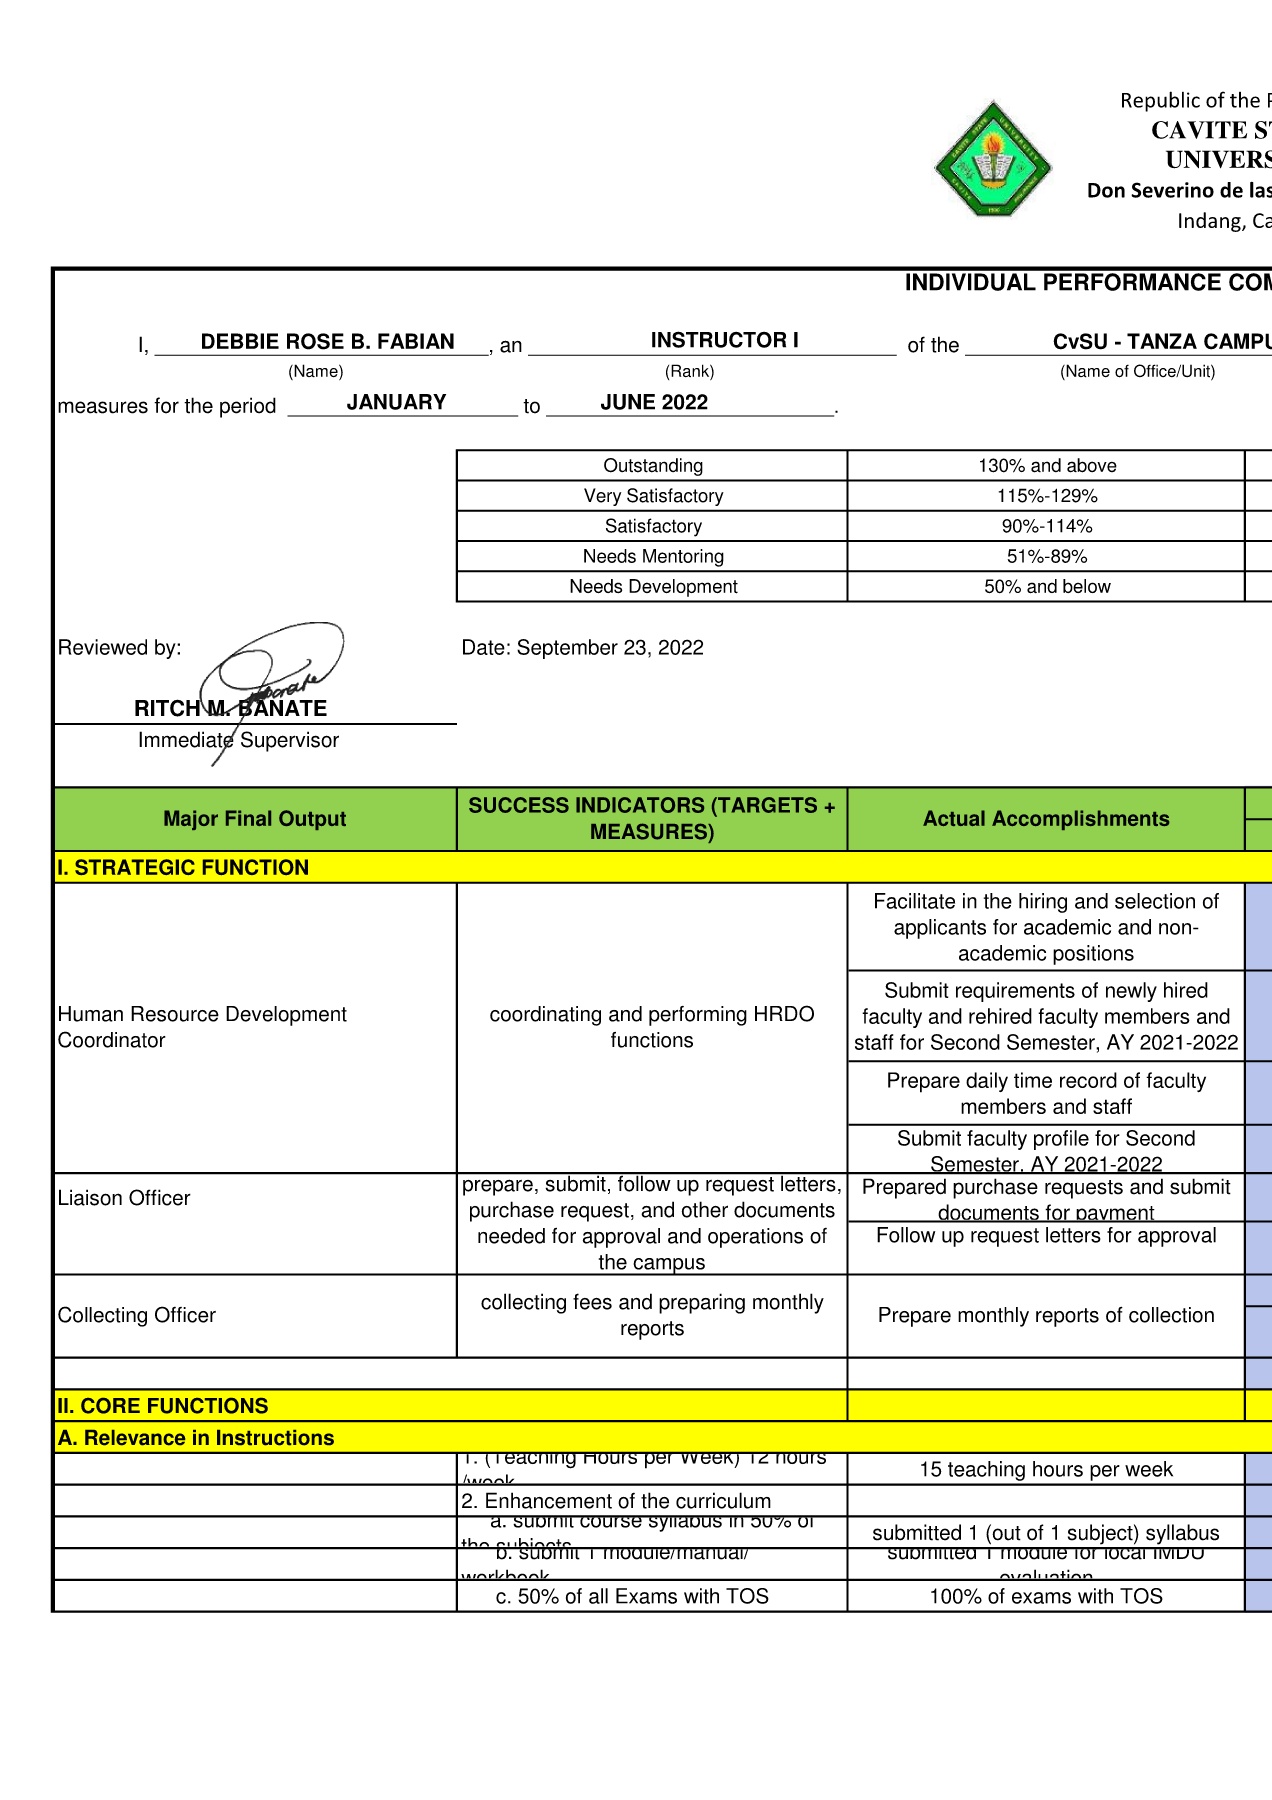 Republic of the
CAVITE
UNIVERS
Don Severino de las
Indang, Ca
INDIVIDUAL PERFORMANCE COM
I, DEBBIE ROSE B. FABIAN, an INSTRUCTOR I of the CvSU - TANZA CAMPU
(Name) (Rank) (Name of Office/Unit)
measures for the period JANUARY to JUNE 2022.
Outstanding 130% and above
Very Satisfactory 115%-129%
Satisfactory 90%-114%
Needs Mentoring 51%-89%
Needs Development 50% and below
Reviewed by: Date: September 23, 2022
RITCH M. BANATE
Immediate Supervisor
Major Final Output
SUCCESS INDICATORS (TARGETS +
MEASURES)
Actual Accomplishments
I. STRATEGIC FUNCTION
Human Resource Development
Coordinator
coordinating and performing HRDO
functions
Facilitate in the hiring and selection of
applicants for academic and non-
academic positions
Submit requirements of newly hired
faculty and rehired faculty members and
staff for Second Semester, AY 2021-2022
Prepare daily time record of faculty
members and staff
Submit faculty profile for Second
Semester, AY 2021-2022
Liaison Officer
prepare, submit, follow up request letters,
purchase request, and other documents
needed for approval and operations of
the campus
Prepared purchase requests and submit
documents for payment
Follow up request letters for approval
Collecting Officer
collecting fees and preparing monthly
reports
Prepare monthly reports of collection
II. CORE FUNCTIONS
A. Relevance in Instructions
1. (Teaching Hours per Week) 12 hours
/week
15 teaching hours per week
2. Enhancement of the curriculum
a. submit course syllabus in 50% of
the subjects
submitted 1 (out of 1 subject) syllabus
b. submit 1 module/manual/
workbook
submitted 1 module for local IMDU
evaluation
c. 50% of all Exams with TOS
100% of exams with TOS